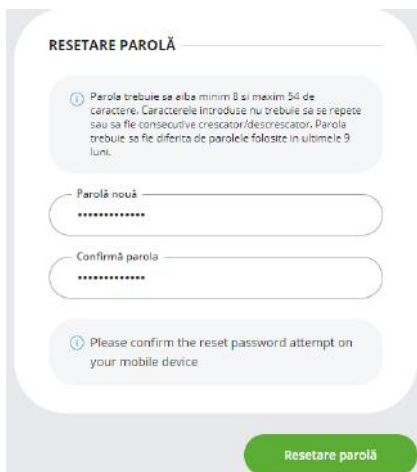 RESETARE PAROLĂ
Parola trebuie sa aiba minim 8 si maxim 54 de
caractere. Caracterele introduse nu trebuie sa se repete
sau sa fie consecutive crescator/descrescator. Parola
trebuie sa fie diferita de parolele folosite in ultimele 9
luni.
Parolă nouă
•••••••••••••
Confirmă parola
•••••••••••••
Please confirm the reset password attempt on
your mobile device
Resetare parolă